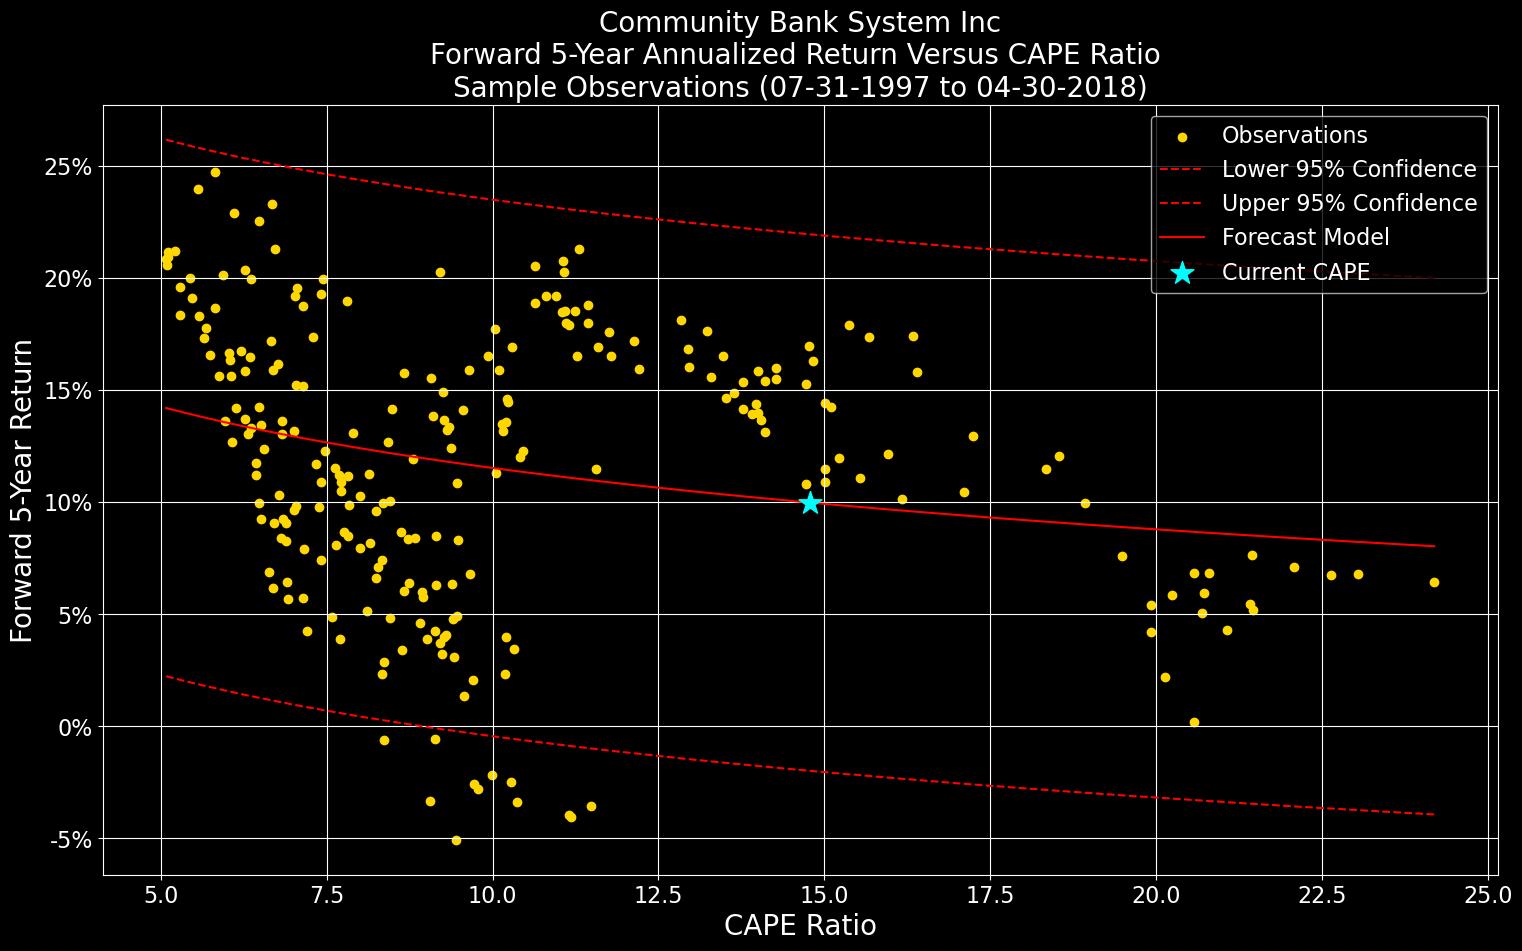 Community Bank System Inc
Forward 5-Year Annualized Return Versus CAPE Ratio
Sample Observations (07-31-1997 to 04-30-2018)
Observations
Lower 95% Confidence
Upper 95% Confidence
Forecast Model
Current CAPE
Forward 5-Year Return
25%
20%
15%
10%
5%
0%
-5%
5.0 7.5 10.0 12.5 15.0 17.5 20.0 22.5 25.0
CAPE Ratio